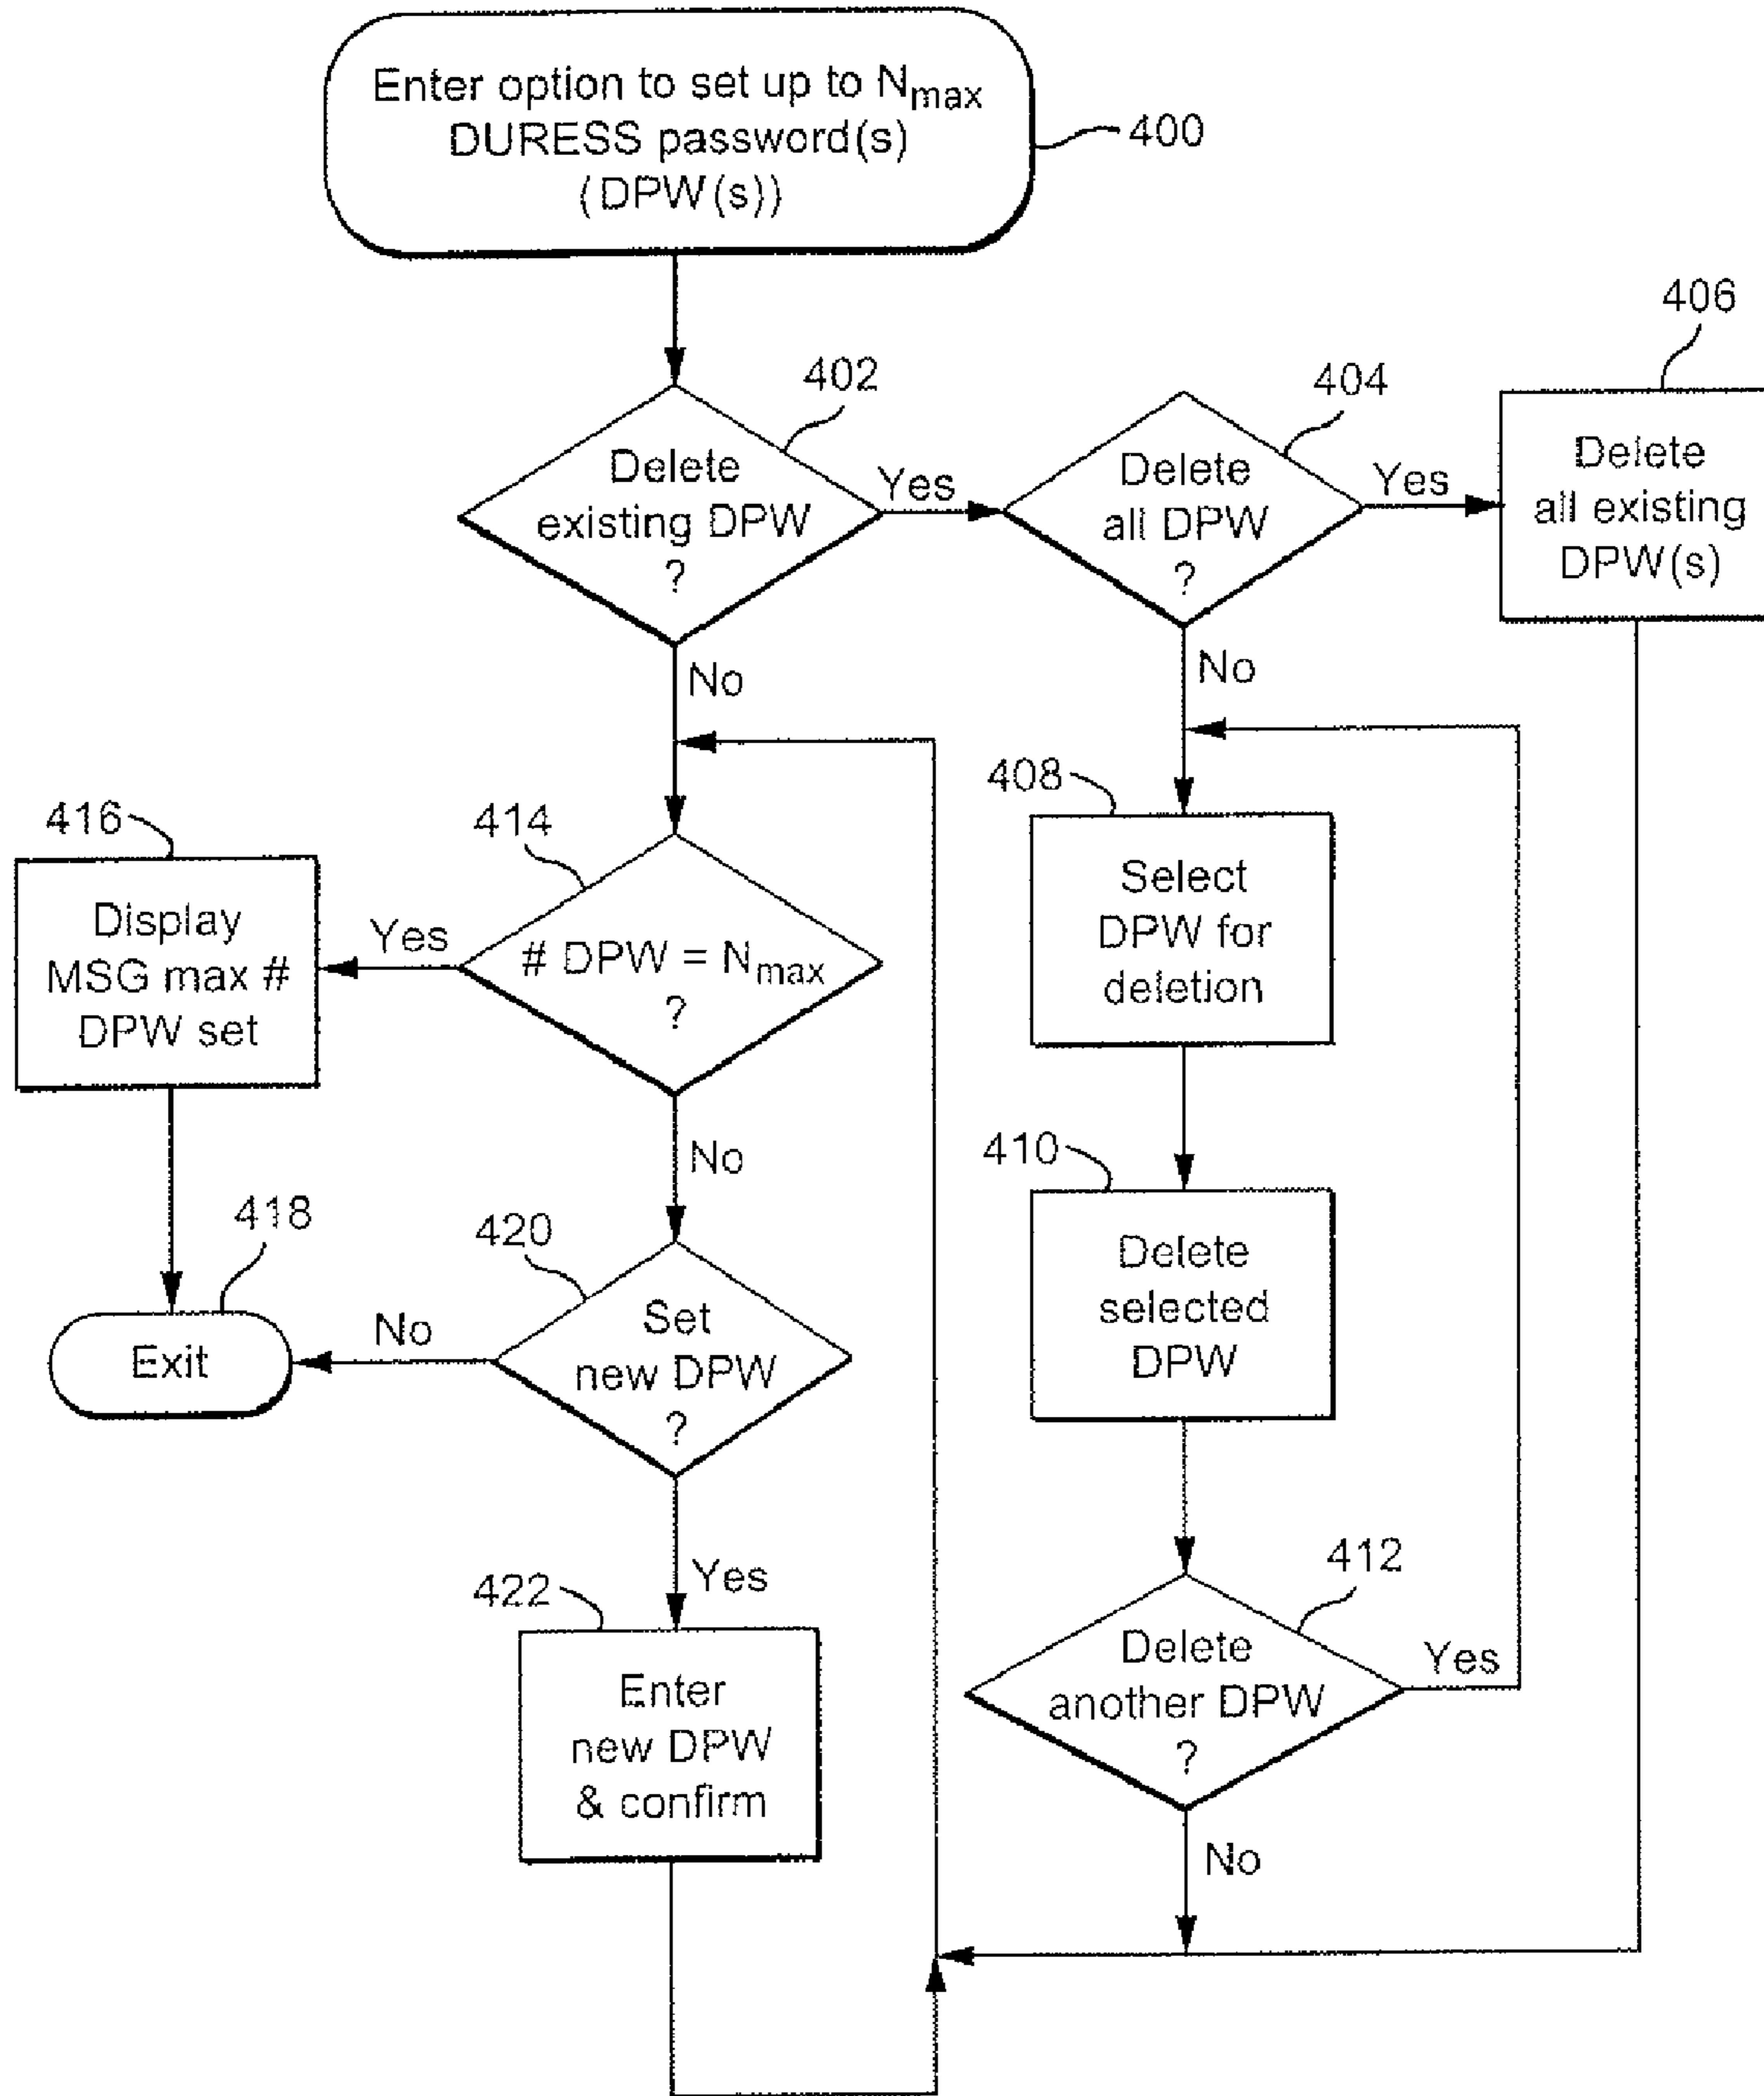 Enter option to set up to Nmax
DURESS password(s)
(DPW(s))
400
406
402
404
Delete
existing DPW
?
Yes
Delete
all DPW
?
Yes
Delete
all existing
DPW(s)
No
No
416
414
408
Display
MSG max #
DPW set
Yes
# DPW = Nmax
?
Select
DPW for
deletion
No
410
418
420
Delete
selected
DPW
Exit
No
Set
new DPW
?
Yes
412
422
Delete
another DPW
?
Yes
Enter
new DPW
& confirm
No